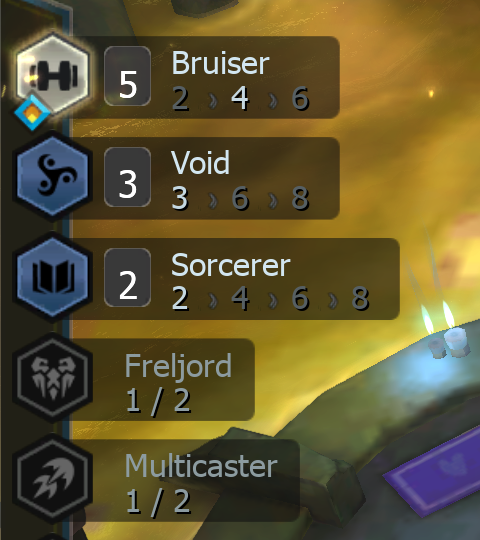 5 Bruiser
2 › 4 › 6
3 Void
3 › 6 › 8
2 Sorcerer
2 › 4 › 6 › 8
Freljord
1 / 2
Multicaster
1 / 2